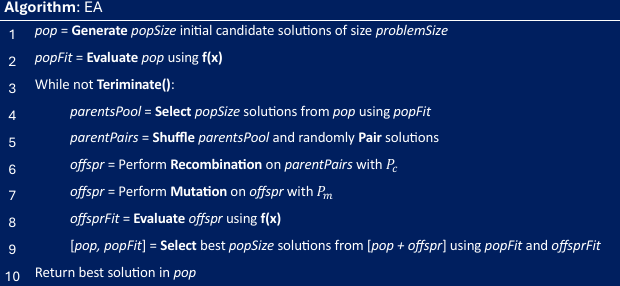 Algorithm: EA
1 pop = Generate popSize initial candidate solutions of size problemSize
2 popFit = Evaluate pop using f(x)
3 While not Teriminate():
4 parentsPool = Select popSize solutions from pop using popFit
5 parentPairs = Shuffle parentsPool and randomly Pair solutions
6 offspr = Perform Recombination on parentPairs with P_c
7 offspr = Perform Mutation on offspr with P_m
8 offsprFit = Evaluate offspr using f(x)
9 [pop, popFit] = Select best popSize solutions from [pop + offspr] using popFit and offsprFit
10 Return best solution in pop